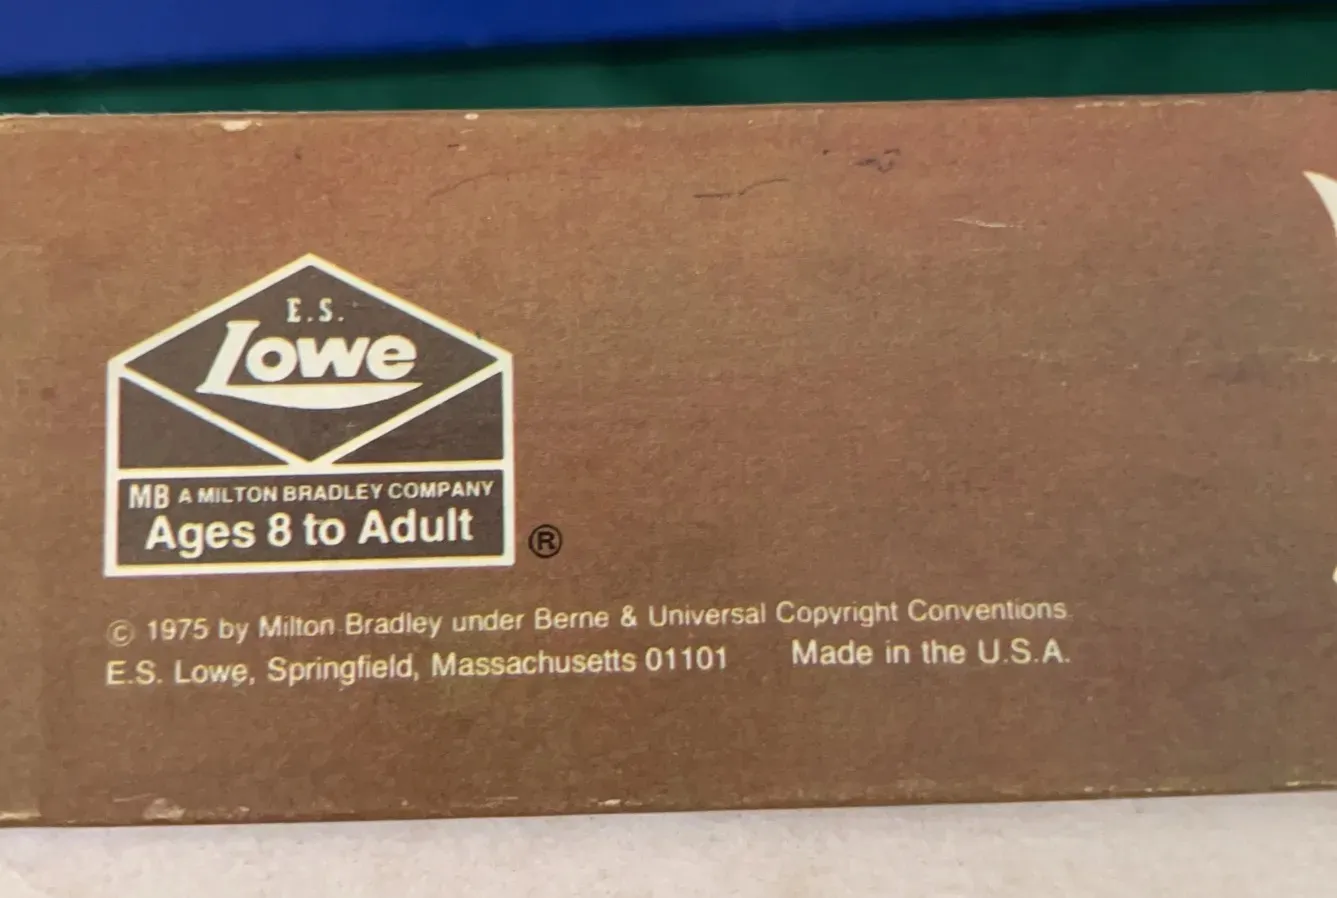 E.S.
Lowe
MB A MILTON BRADLEY COMPANY
Ages 8 to Adult
®
© 1975 by Milton Bradley under Berne & Universal Copyright Conventions
E.S. Lowe, Springfield, Massachusetts 01101 Made in the U.S.A.